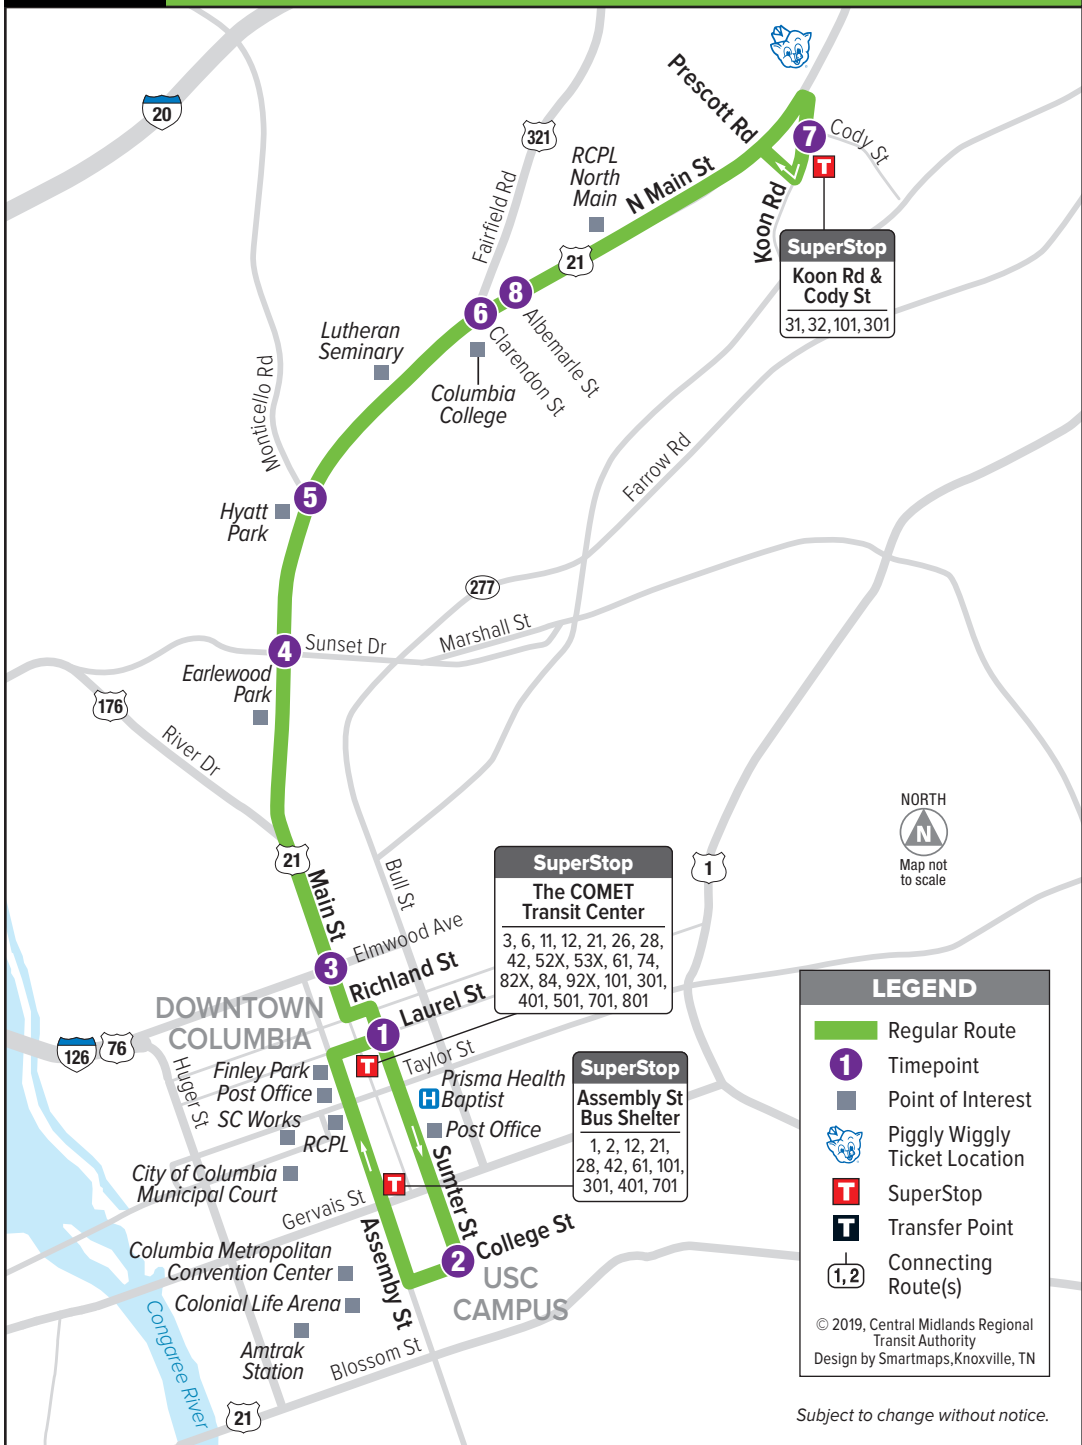 20
321
RCPL
North
Main
Prescott Rd
7
Cody St
T
N Main St
Koon Rd
Fairfield Rd
21
SuperStop
Koon Rd &
Cody St
31, 32, 101, 301
8
6
Albemarle St
Clarendon St
Lutheran
Seminary
Columbia
College
Monticello Rd
Farrow Rd
5
Hyatt
Park
277
Marshall St
4
Sunset Dr
Earlewood
Park
176
River Dr
NORTH
N
Map not
to scale
21
1
Main St
Bull St
SuperStop
The COMET
Transit Center
3, 6, 11, 12, 21, 26, 28,
42, 52X, 53X, 61, 74,
82X, 84, 92X, 101, 301,
401, 501, 701, 801
Elmwood Ave
3
Richland St
DOWNTOWN
COLUMBIA
Laurel St
1
126
76
Huger St
T
Taylor St
Finley Park
Post Office
SC Works
RCPL
H
Prisma Health
Baptist
Post Office
SuperStop
Assembly St
Bus Shelter
1, 2, 12, 21,
28, 42, 61, 101,
301, 401, 701
City of Columbia
Municipal Court
T
Gervais St
Sumter St
Assemby St
College St
2
USC
CAMPUS
Columbia Metropolitan
Convention Center
Colonial Life Arena
Amtrak
Station
Blossom St
Congaree River
21
LEGEND
Regular Route
1
Timepoint
Point of Interest
Piggly Wiggly
Ticket Location
T
SuperStop
T
Transfer Point
1, 2
Connecting
Route(s)
© 2019, Central Midlands Regional
Transit Authority
Design by Smartmaps,Knoxville, TN
Subject to change without notice.